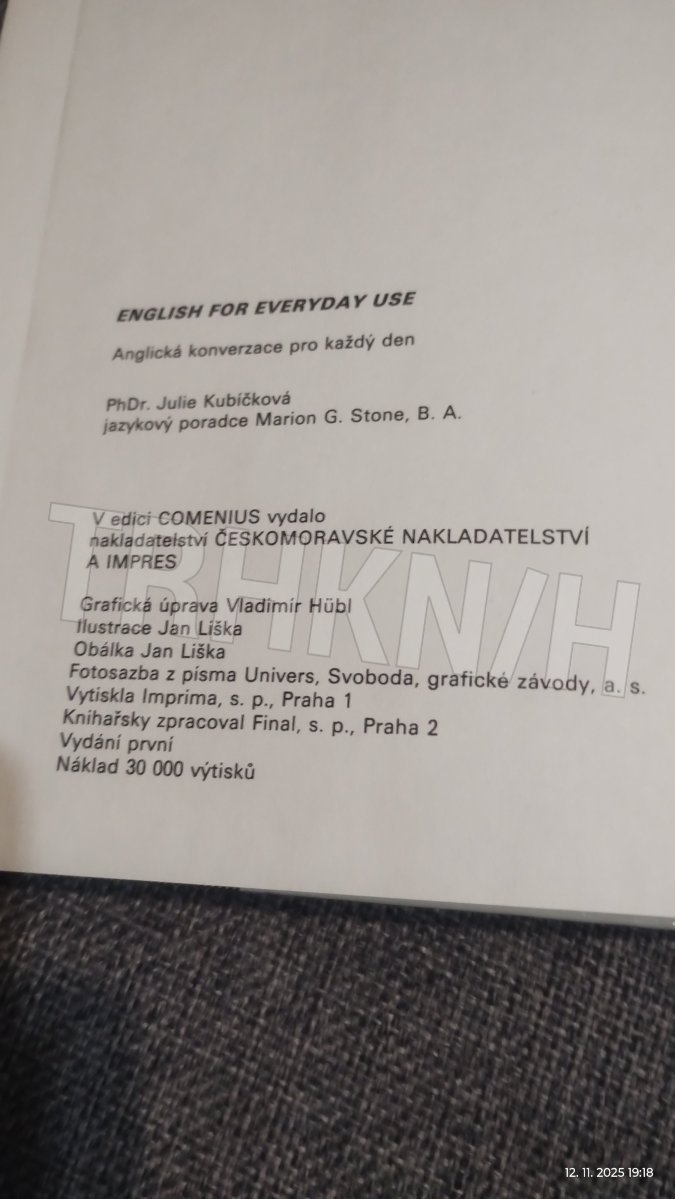 ENGLISH FOR EVERYDAY USE
Anglická konverzace pro každý den
PhDr. Julie Kubíčková
jazykový poradce Marion G. Stone, B. A.
V edici COMENIUS vydalo
nakladatelství ČESKOMORAVSKÉ NAKLADATELSTVÍ
A IMPRES
Grafická úprava Vladimír Hübl
Ilustrace Jan Liška
Obálka Jan Liška
Fotosazba z písma Univers, Svoboda, grafické závody, a. s.
Vytiskla Imprima, s. p., Praha 1
Knihařsky zpracoval Final, s. p., Praha 2
Vydání první
Náklad 30 000 výtisků
TRHKN/H
12. 11. 2025 19:18